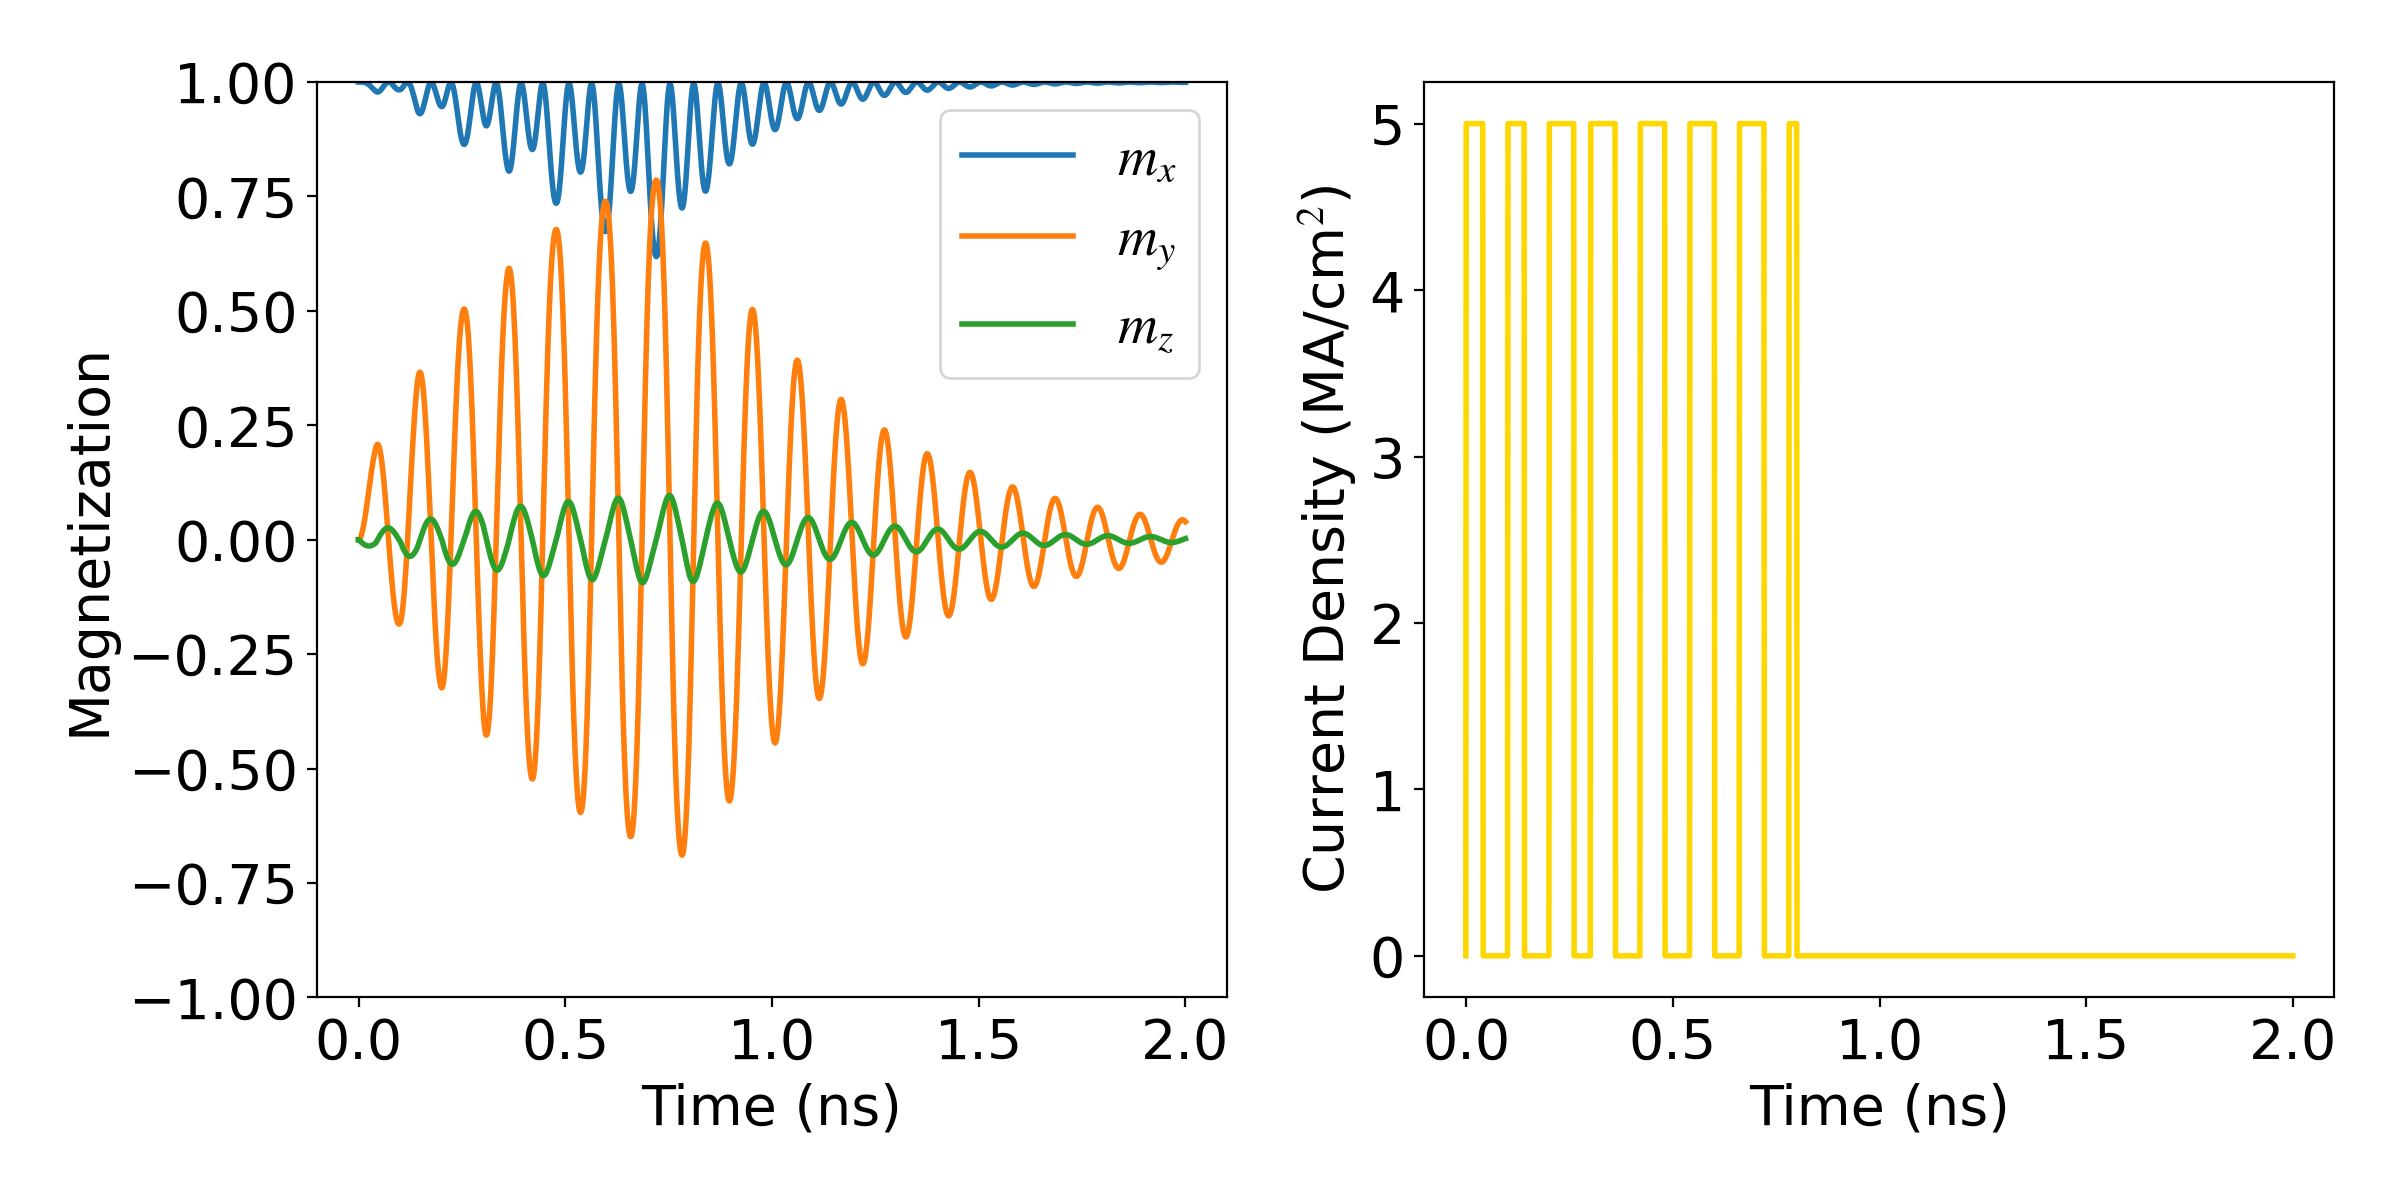 1.00
0.75
0.50
0.25
0.00
−0.25
−0.50
−0.75
−1.00
Magnetization
0.0 0.5 1.0 1.5 2.0
Time (ns)
m_x
m_y
m_z
5
4
3
2
1
0
Current Density (MA/cm²)
0.0 0.5 1.0 1.5 2.0
Time (ns)